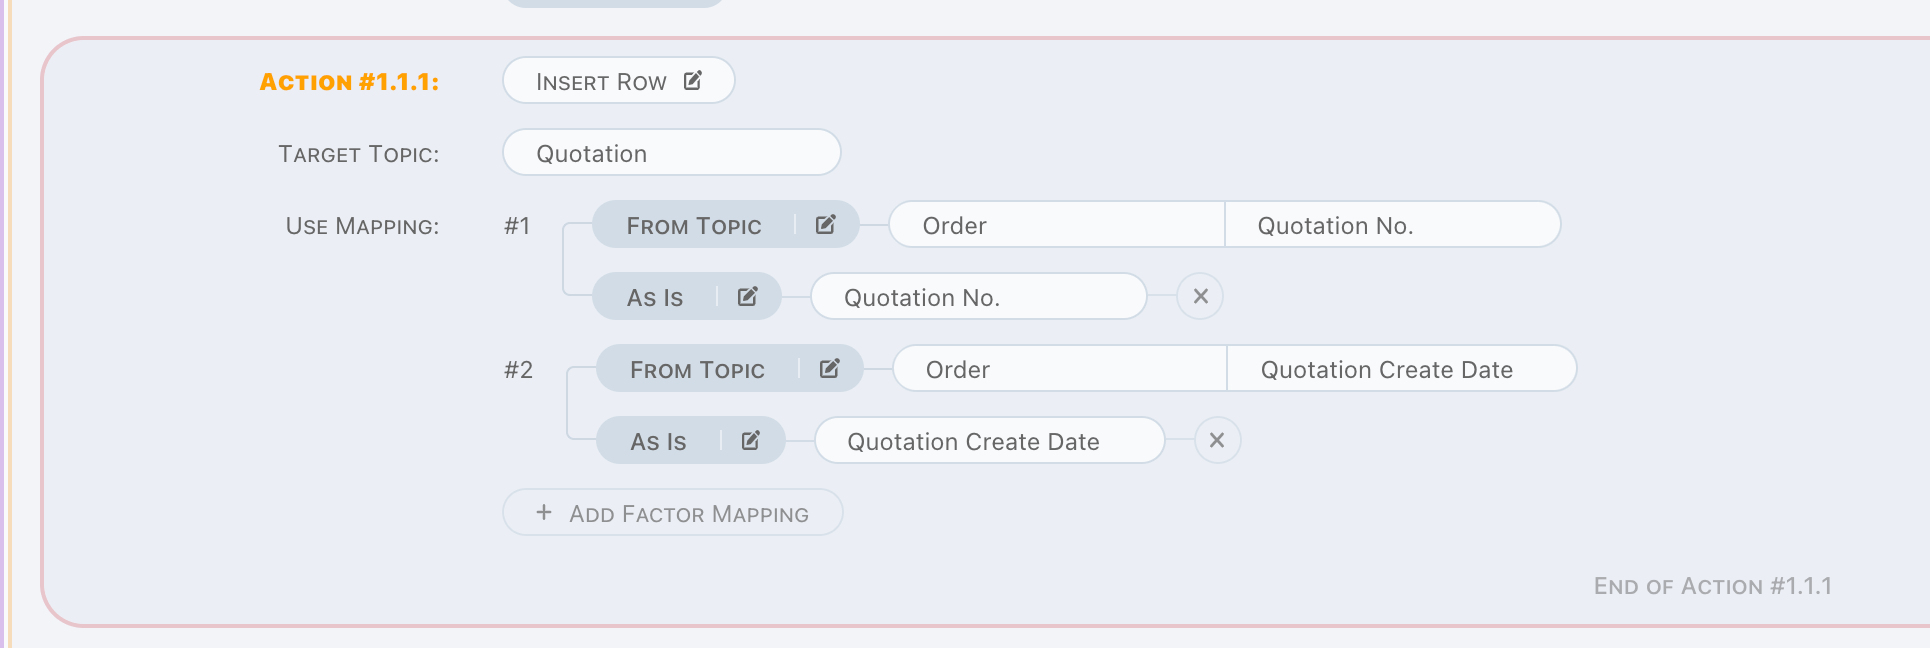 ACTION #1.1.1: INSERT ROW
TARGET TOPIC: Quotation
USE MAPPING: #1 FROM TOPIC Order Quotation No.
As Is Quotation No.
#2 FROM TOPIC Order Quotation Create Date
As Is Quotation Create Date
+ ADD FACTOR MAPPING
END OF ACTION #1.1.1